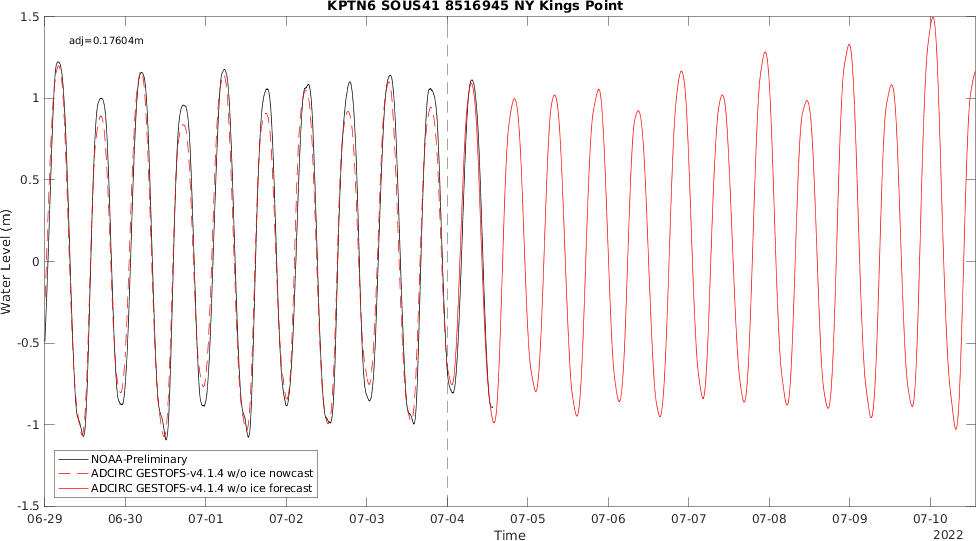 KPTN6 SOUS41 8516945 NY Kings Point
adj=0.17604m
1.5
1
0.5
0
-0.5
-1
-1.5
Water Level (m)
NOAA-Preliminary
ADCIRC GESTOFS-v4.1.4 w/o ice nowcast
ADCIRC GESTOFS-v4.1.4 w/o ice forecast
06-29 06-30 07-01 07-02 07-03 07-04 07-05 07-06 07-07 07-08 07-09 07-10
Time
2022